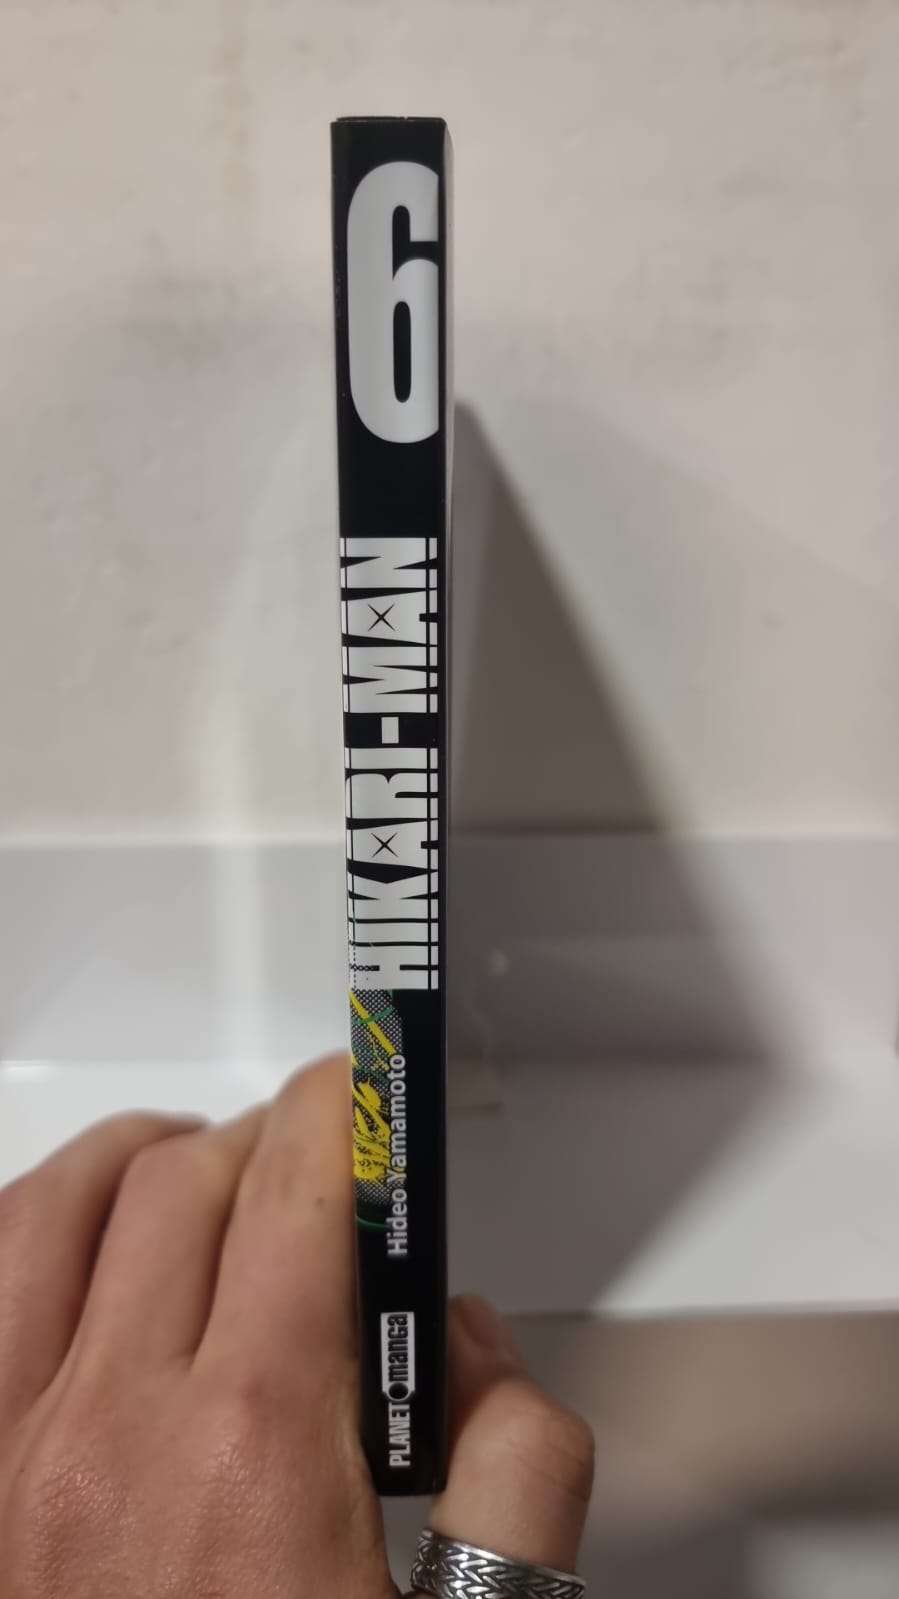 6
HIKARI-MAN
Hideo Yamamoto
PLANET manga